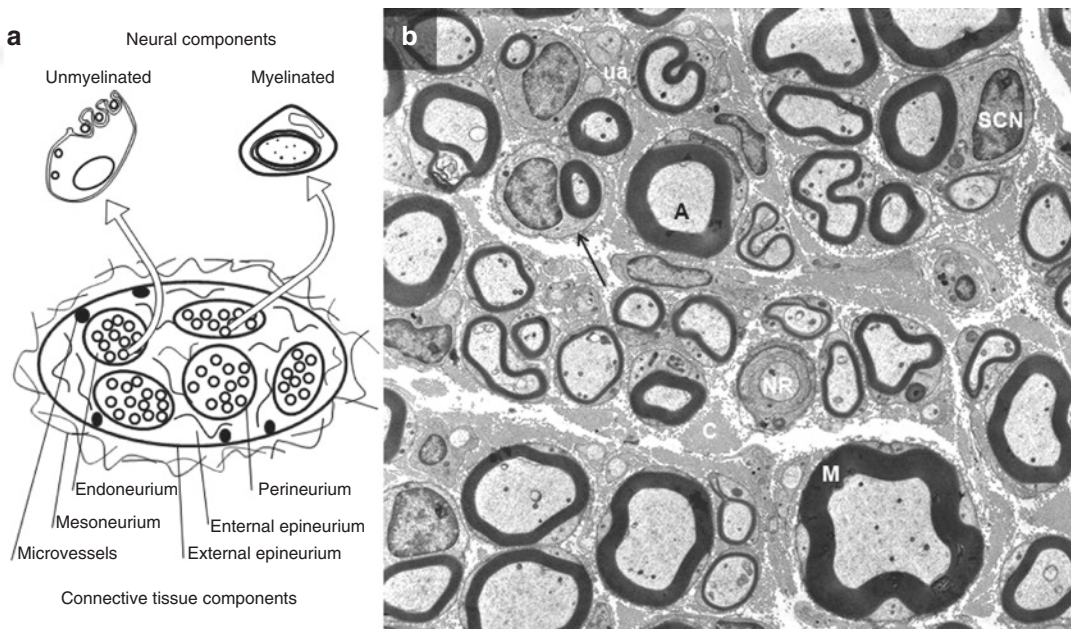 a
Neural components
Unmyelinated
Myelinated
Endoneurium
Perineurium
Mesoneurium
Enternal epineurium
Microvessels
External epineurium
Connective tissue components
b
ua
SCN
A
NR
C
M